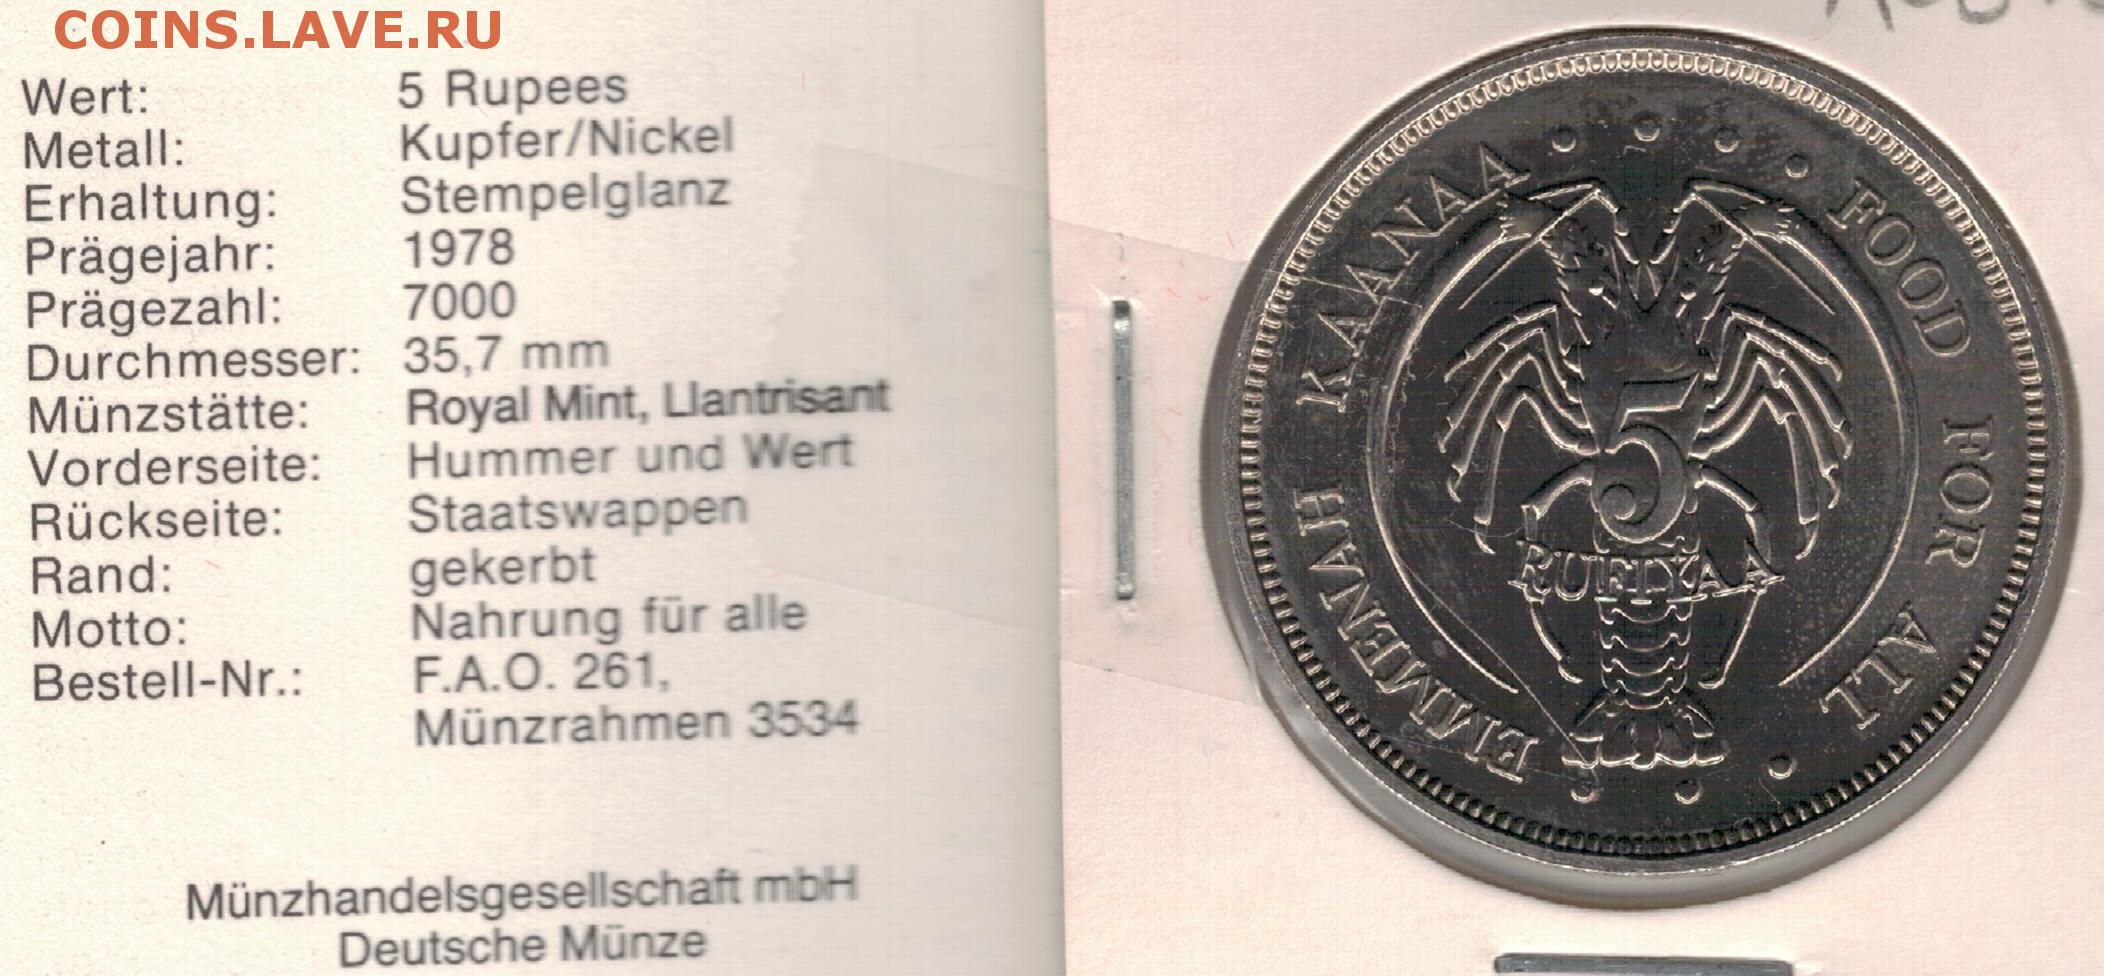 COINS.LAVE.RU
Wert: 5 Rupees
Metall: Kupfer/Nickel
Erhaltung: Stempelglanz
Prägejahr: 1978
Prägezahl: 7000
Durchmesser: 35,7 mm
Münzstätte: Royal Mint, Llantrisant
Vorderseite: Hummer und Wert
Rückseite: Staatswappen
Rand: gekerbt
Motto: Nahrung für alle
Bestell-Nr.: F.A.O. 261,
Münzrahmen 3534
Münzhandelsgesellschaft mbH
Deutsche Münze
EMMENAH KAANAA
FOOD FOR ALL
5
RUFIYAA